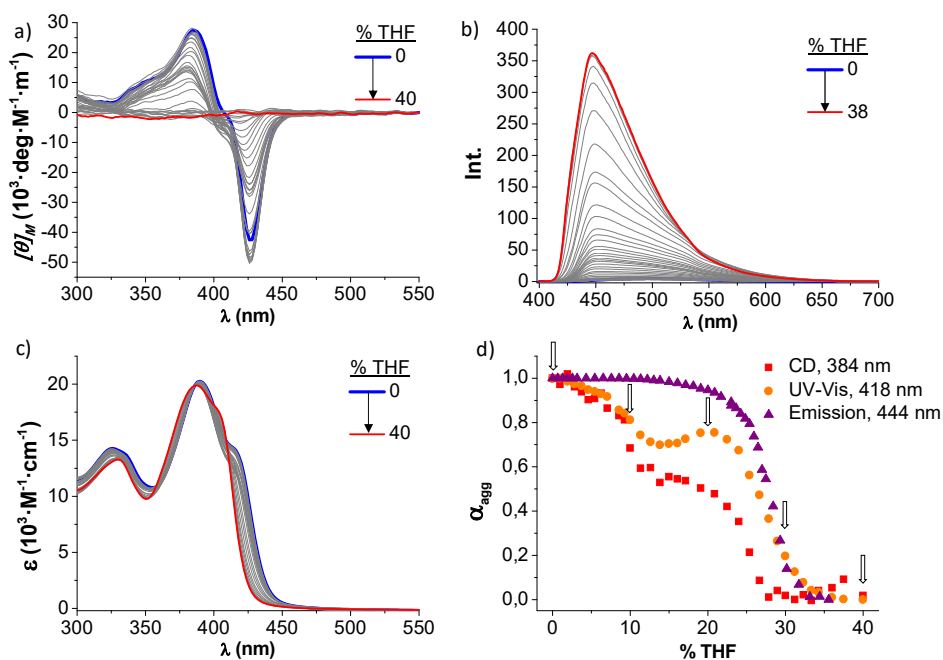 a)
% THF
0
40
30
20
10
0
-10
-20
-30
-40
-50
[θ]M (10³·deg·M⁻¹·m⁻¹)
300 350 400 450 500 550
λ (nm)
b)
% THF
0
38
400
350
300
250
200
150
100
50
0
Int.
400 450 500 550 600 650 700
λ (nm)
c)
% THF
0
40
20
15
10
5
0
ε (10³·M⁻¹·cm⁻¹)
300 350 400 450 500 550
λ (nm)
d)
CD, 384 nm
UV-Vis, 418 nm
Emission, 444 nm
1,0
0,8
0,6
0,4
0,2
0,0
αagg
0 10 20 30 40
% THF